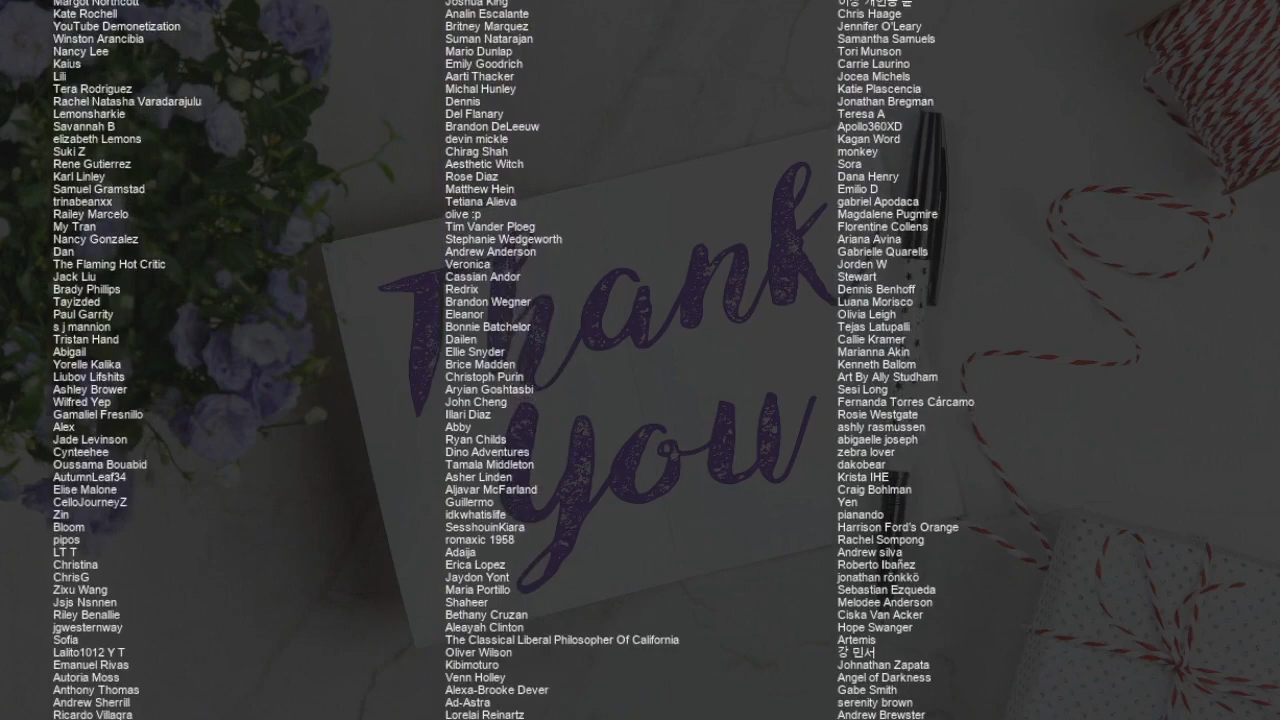 Margot Northcott
Kate Rochell
YouTube Demonetization
Winston Arancibia
Nancy Lee
Kaius
Lili
Tera Rodriguez
Rachel Natasha Varadarajulu
Lemonsharkie
Savannah B
elizabeth Lemons
Suki Z
Rene Gutierrez
Karl Linley
Samuel Gramstad
trinabeanxx
Railey Marcelo
My Tran
Nancy Gonzalez
Dan
The Flaming Hot Critic
Jack Liu
Brady Phillips
Tayizded
Paul Garrity
s j mannion
Tristan Hand
Abigail
Yorelle Kalika
Liubov Lifshits
Ashley Brower
Wilfred Yep
Gamaliel Fresnillo
Alex
Jade Levinson
Cynteehee
Oussama Bouabid
AutumnLeaf34
Elise Malone
CelloJourneyZ
Zin
Bloom
pipos
LT T
Christina
ChrisG
Zixu Wang
Jsjs Nsnnen
Riley Benallie
jgwesternway
Sofia
Lalito1012 Y T
Emanuel Rivas
Autoria Moss
Anthony Thomas
Andrew Sherrill
Ricardo Villagra
Joshua King
Analin Escalante
Britney Marquez
Suman Natarajan
Mario Dunlap
Emily Goodrich
Aarti Thacker
Michal Hunley
Dennis
Del Flanary
Brandon DeLeeuw
devin mickle
Chirag Shah
Aesthetic Witch
Rose Diaz
Matthew Hein
Tetiana Alieva
olive :p
Tim Vander Ploeg
Stephanie Wedgeworth
Andrew Anderson
Veronica
Cassian Andor
Redrix
Brandon Wegner
Eleanor
Bonnie Batchelor
Dailen
Ellie Snyder
Brice Madden
Christoph Purin
Aryian Goshtasbi
John Cheng
Illari Diaz
Abby
Ryan Childs
Dino Adventures
Tamala Middleton
Asher Linden
Aljavar McFarland
Guillermo
idkwhatislife
SesshouinKiara
romaxic 1958
Adaija
Erica Lopez
Jaydon Yont
Maria Portillo
Shaheer
Bethany Cruzan
Aleayah Clinton
The Classical Liberal Philosopher Of California
Oliver Wilson
Kibimoturo
Venn Holley
Alexa-Brooke Dever
Ad-Astra
Lorelai Reinartz
Chris Haage
Jennifer O'Leary
Samantha Samuels
Tori Munson
Carrie Laurino
Jocea Michels
Katie Plascencia
Jonathan Bregman
Teresa A
Apollo360XD
Kagan Word
monkey
Sora
Dana Henry
Emilio D
gabriel Apodaca
Magdalene Pugmire
Florentine Collens
Ariana Avina
Gabrielle Quarells
Jorden W
Stewart
Dennis Benhoff
Luana Morisco
Olivia Leigh
Tejas Latupalli
Callie Kramer
Marianna Akin
Kenneth Ballom
Art By Ally Studham
Sesi Long
Fernanda Torres Cárcamo
Rosie Westgate
ashly rasmussen
abigaelle joseph
zebra lover
dakobear
Krista IHE
Craig Bohlman
Yen
pianando
Harrison Ford's Orange
Rachel Sompong
Andrew silva
Roberto Ibañez
jonathan rönkkö
Sebastian Ezqueda
Melodee Anderson
Ciska Van Acker
Hope Swanger
Artemis
강 민서
Johnathan Zapata
Angel of Darkness
Gabe Smith
serenity brown
Andrew Brewster
Thank
You